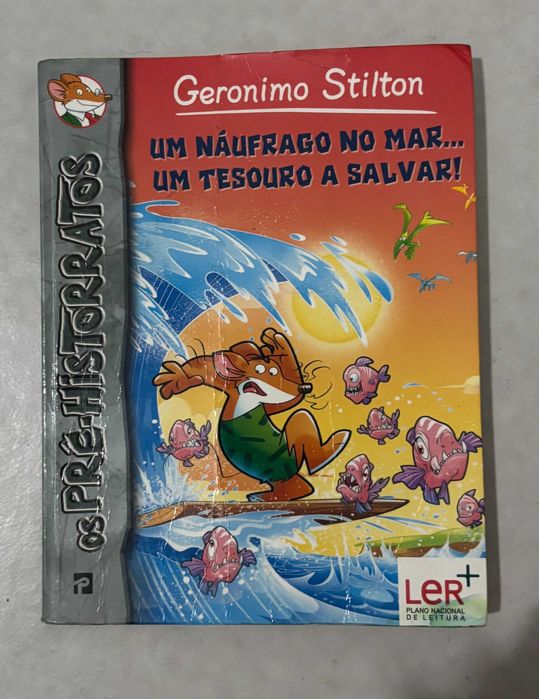 Geronimo Stilton
UM NÁUFRAGO NO MAR...
UM TESOURO A SALVAR!
OS PRÉ-HISTORRATOS
LeR+
PLANO NACIONAL
DE LEITURA